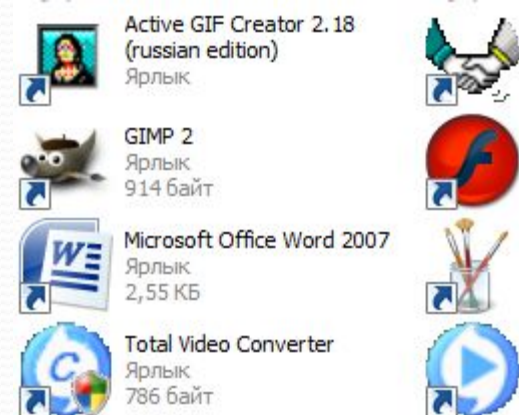 Active GIF Creator 2.18
(russian edition)
Ярлык
GIMP 2
Ярлык
914 байт
Microsoft Office Word 2007
Ярлык
2,55 КБ
Total Video Converter
Ярлык
786 байт